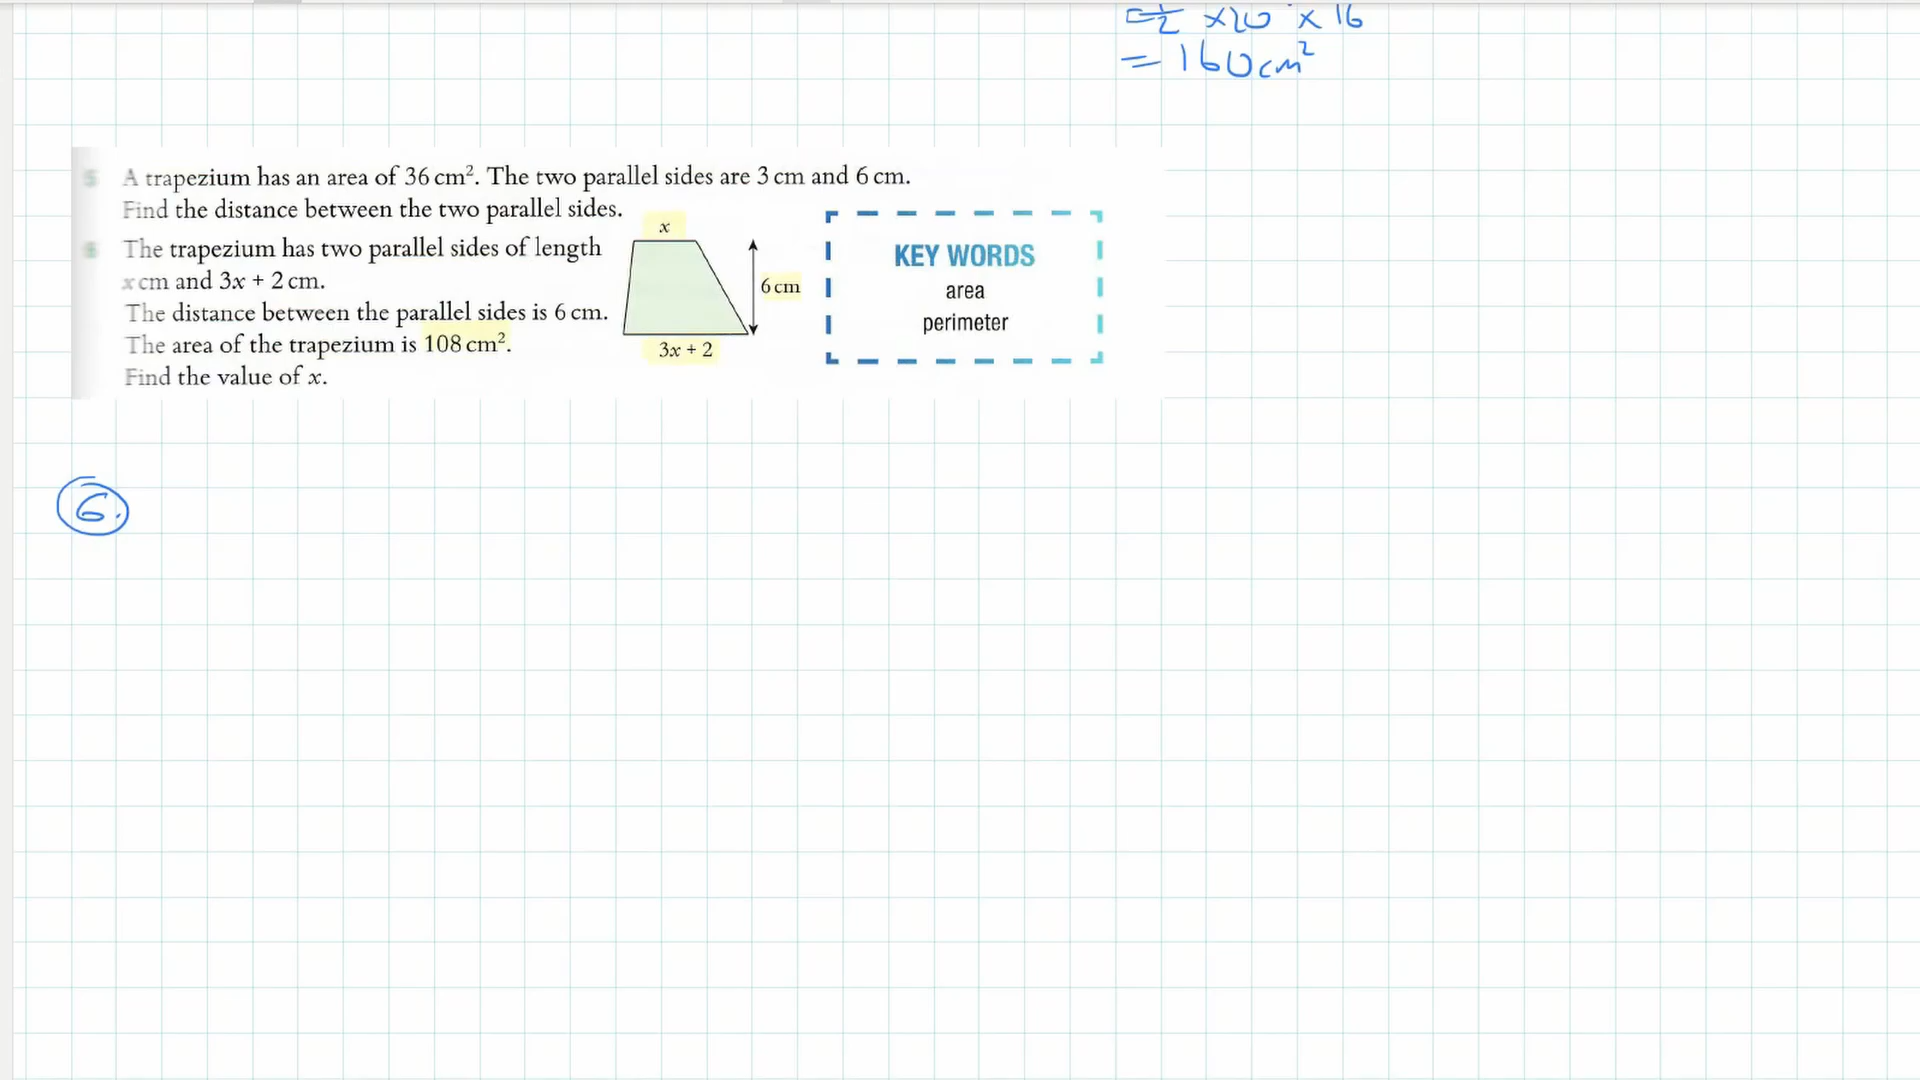 = 1/2 × 20 × 16
= 160cm²
5 A trapezium has an area of 36 cm². The two parallel sides are 3 cm and 6 cm.
Find the distance between the two parallel sides.
6 The trapezium has two parallel sides of length
x cm and 3x + 2 cm.
The distance between the parallel sides is 6 cm.
The area of the trapezium is 108 cm².
Find the value of x.
x
6 cm
3x + 2
KEY WORDS
area
perimeter
6.